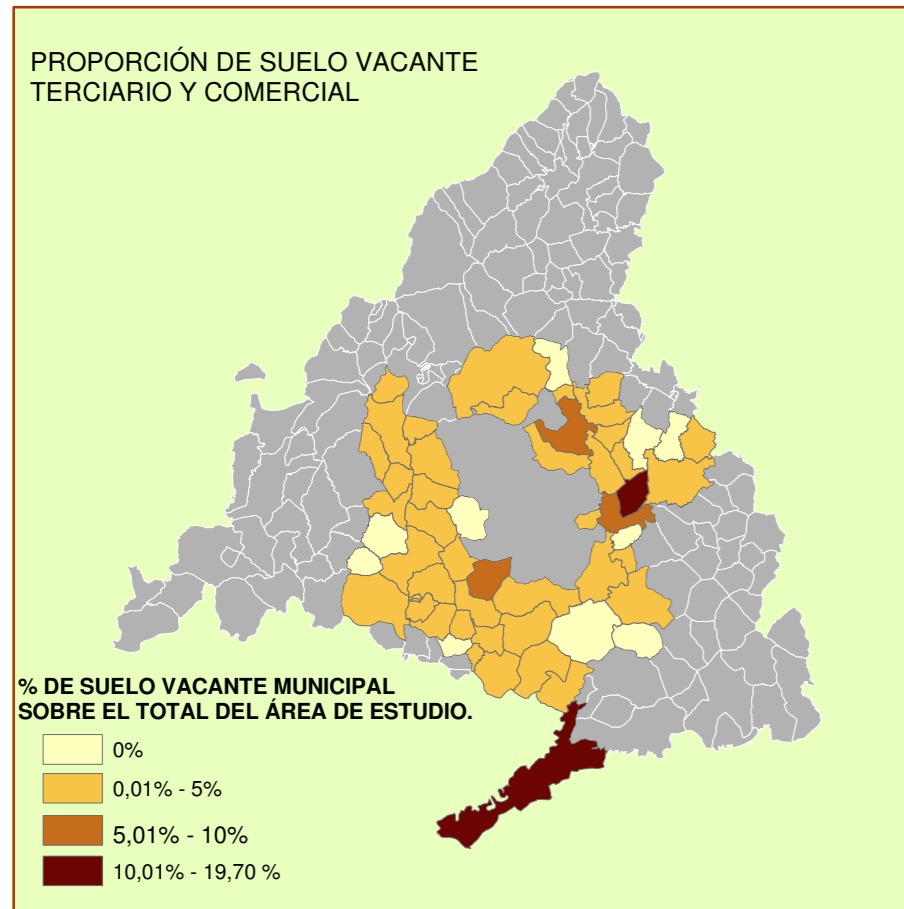 PROPORCIÓN DE SUELO VACANTE
TERCIARIO Y COMERCIAL
% DE SUELO VACANTE MUNICIPAL
SOBRE EL TOTAL DEL ÁREA DE ESTUDIO.
0%
0,01% - 5%
5,01% - 10%
10,01% - 19,70 %